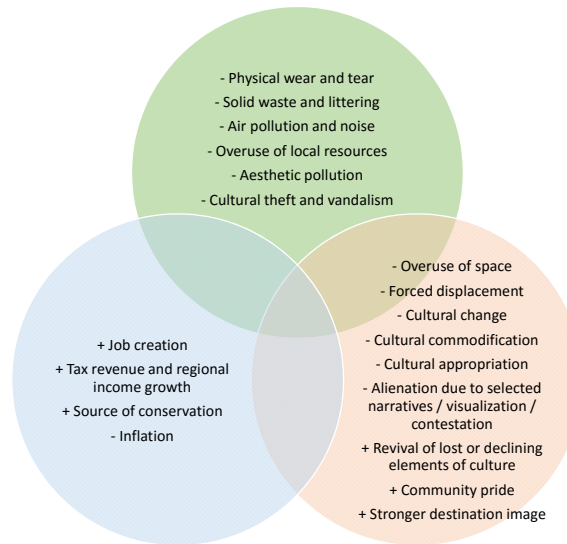 - Physical wear and tear
- Solid waste and littering
- Air pollution and noise
- Overuse of local resources
- Aesthetic pollution
- Cultural theft and vandalism
+ Job creation
+ Tax revenue and regional
income growth
+ Source of conservation
- Inflation
- Overuse of space
- Forced displacement
- Cultural change
- Cultural commodification
- Cultural appropriation
- Alienation due to selected
narratives / visualization /
contestation
+ Revival of lost or declining
elements of culture
+ Community pride
+ Stronger destination image